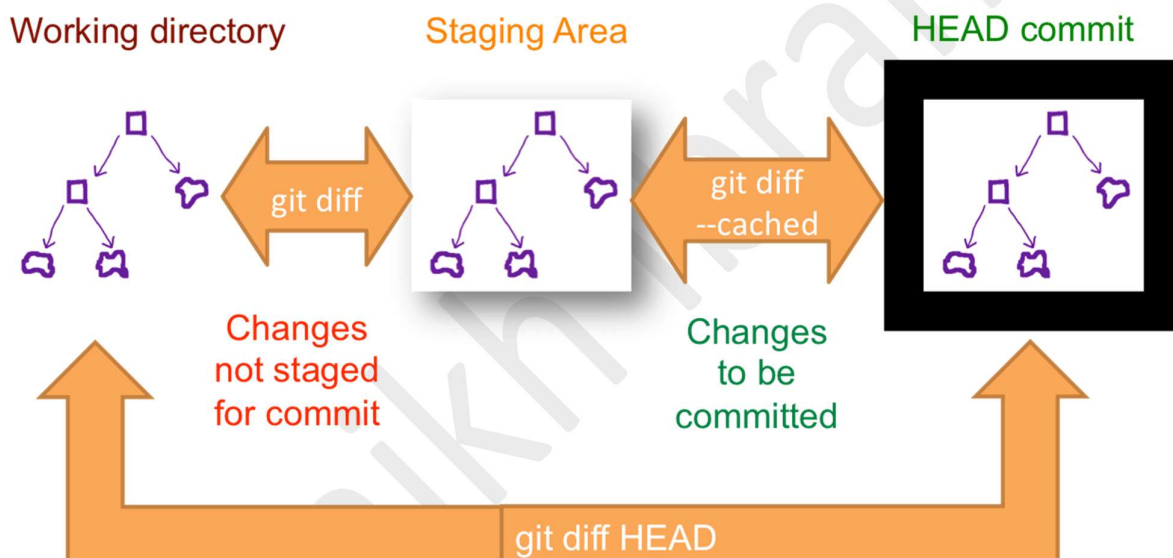 Working directory
Staging Area
HEAD commit
git diff
git diff
--cached
Changes
not staged
for commit
Changes
to be
committed
git diff HEAD